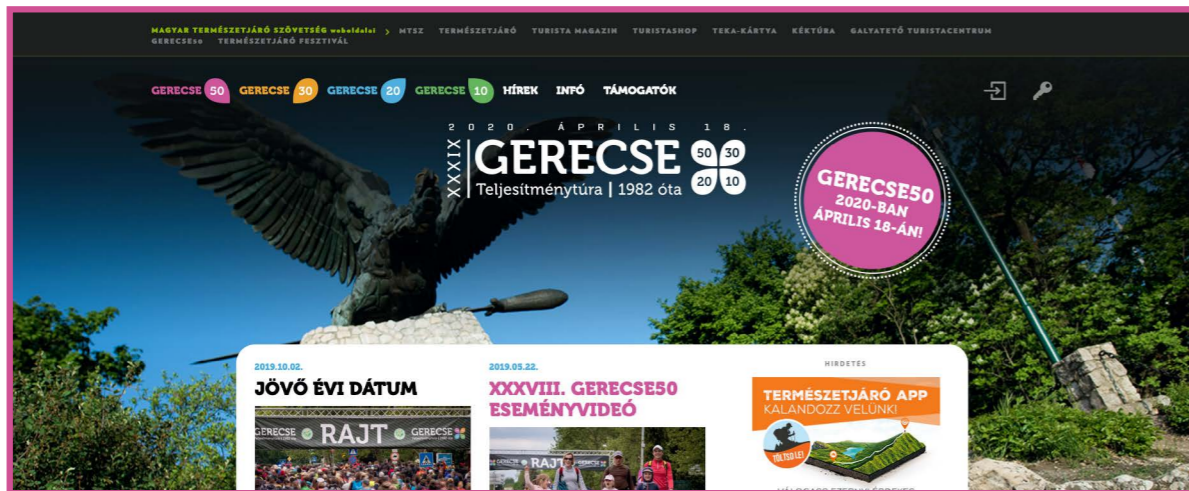 MAGYAR TERMÉSZETJÁRÓ SZÖVETSÉG weboldalai > MTSZ TERMÉSZETJÁRÓ TURISTA MAGAZIN TURISTASHOP TEKA-KÁRTYA KÉKTÚRA GALYATETŐ TURISTACENTRUM
GERECSE50 TERMÉSZETJÁRÓ FESZTIVÁL
GERECSE 50 GERECSE 30 GERECSE 20 GERECSE 10 HÍREK INFÓ TÁMOGATÓK
2020. ÁPRILIS 18.
XXXIX GERECSE 50 30
Teljesítménytúra | 1982 óta 20 10
GERECSE50
2020-BAN
ÁPRILIS 18-ÁN!
2019.10.02.
JÖVŐ ÉVI DÁTUM
GERECSE RAJT GERECSE
2019.05.22.
XXXVIII. GERECSE50
ESEMÉNYVIDEÓ
GERECSE RAJT GERECSE
HIRDETÉS
TERMÉSZETJÁRÓ APP
KALANDOZZ VELÜNK!
TÖLTSD LE!